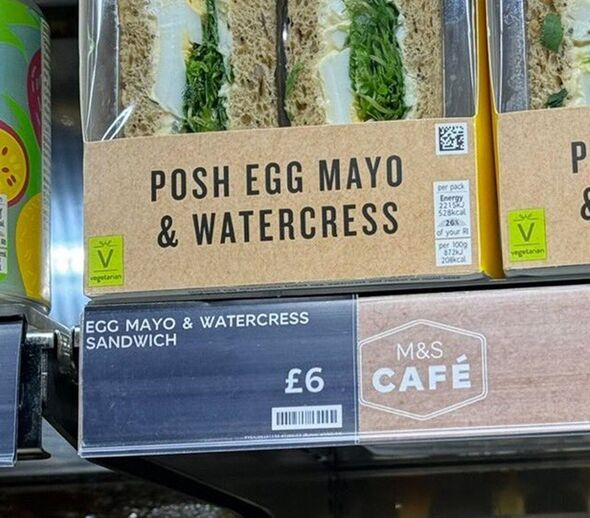 POSH EGG MAYO
& WATERCRESS
per pack
Energy
2215kJ
528kcal
26%
of your RI
per 100g
872kJ
208kcal
V
vegetarian
P
&
V
vegetarian
EGG MAYO & WATERCRESS
SANDWICH
£6
M&S
CAFÉ